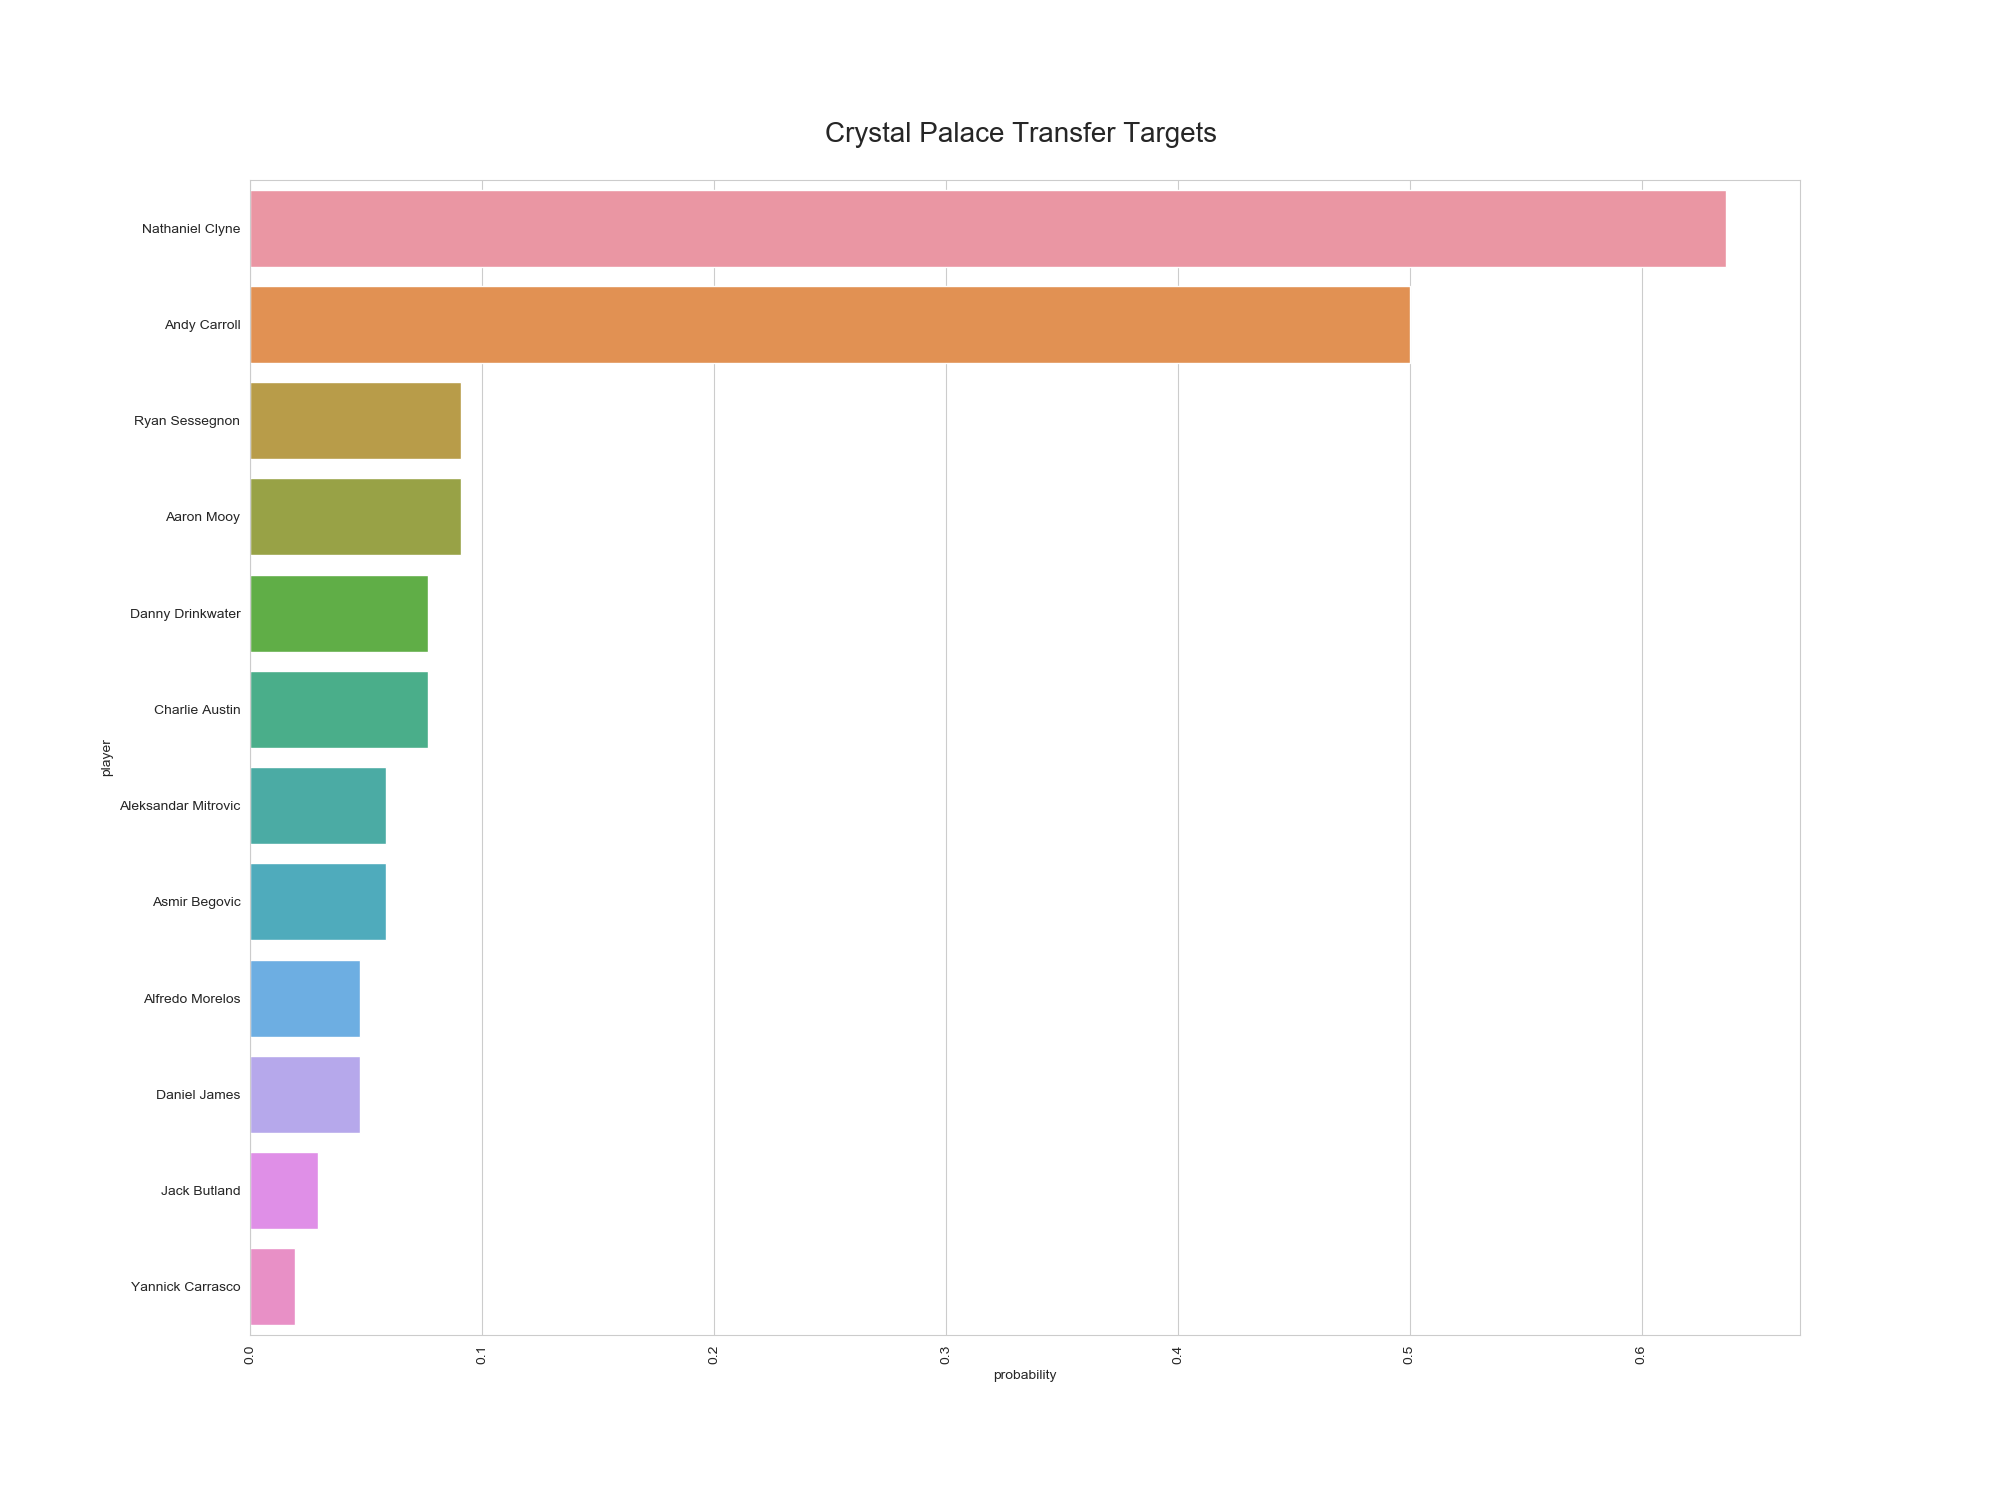 Crystal Palace Transfer Targets
Nathaniel Clyne
Andy Carroll
Ryan Sessegnon
Aaron Mooy
Danny Drinkwater
Charlie Austin
player
Aleksandar Mitrovic
Asmir Begovic
Alfredo Morelos
Daniel James
Jack Butland
Yannick Carrasco
0.0 0.1 0.2 0.3 0.4 0.5 0.6
probability